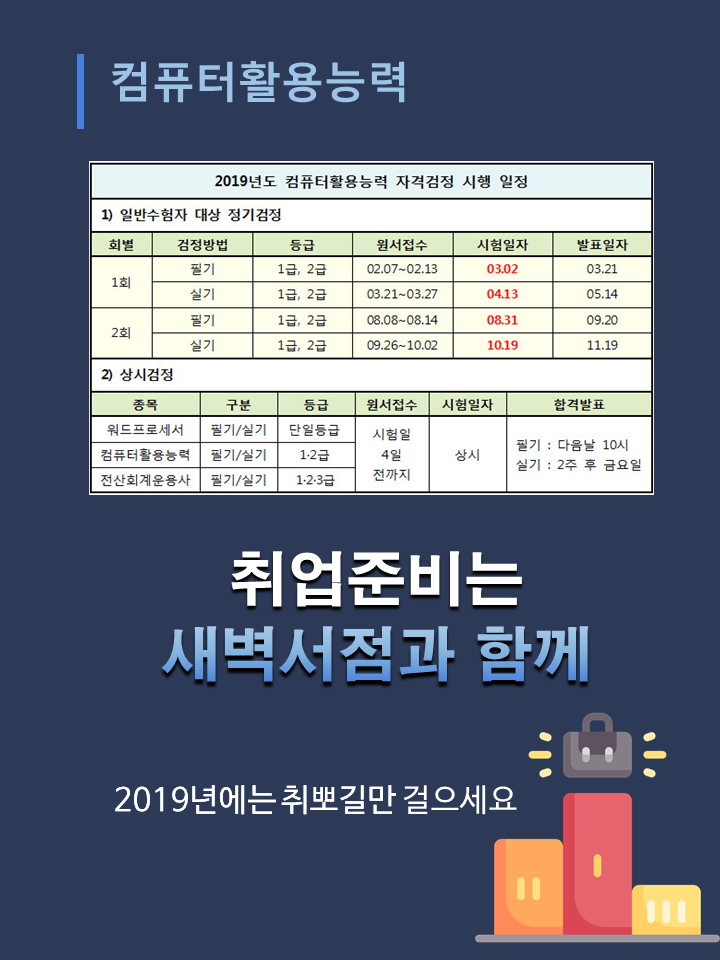 컴퓨터활용능력
2019년도 컴퓨터활용능력 자격검정 시행 일정
1) 일반수험자 대상 정기검정
회별 검정방법 등급 원서접수 시험일자 발표일자
1회 필기 1급, 2급 02.07~02.13 03.02 03.21
실기 1급, 2급 03.21~03.27 04.13 05.14
2회 필기 1급, 2급 08.08~08.14 08.31 09.20
실기 1급, 2급 09.26~10.02 10.19 11.19
2) 상시검정
종목 구분 등급 원서접수 시험일자 합격발표
워드프로세서 필기/실기 단일등급
컴퓨터활용능력 필기/실기 1·2급
전산회계운용사 필기/실기 1·2·3급
시험일
4일
전까지
상시
필기 : 다음날 10시
실기 : 2주 후 금요일
취업준비는
새벽서점과 함께
2019년에는 취뽀길만 걸으세요